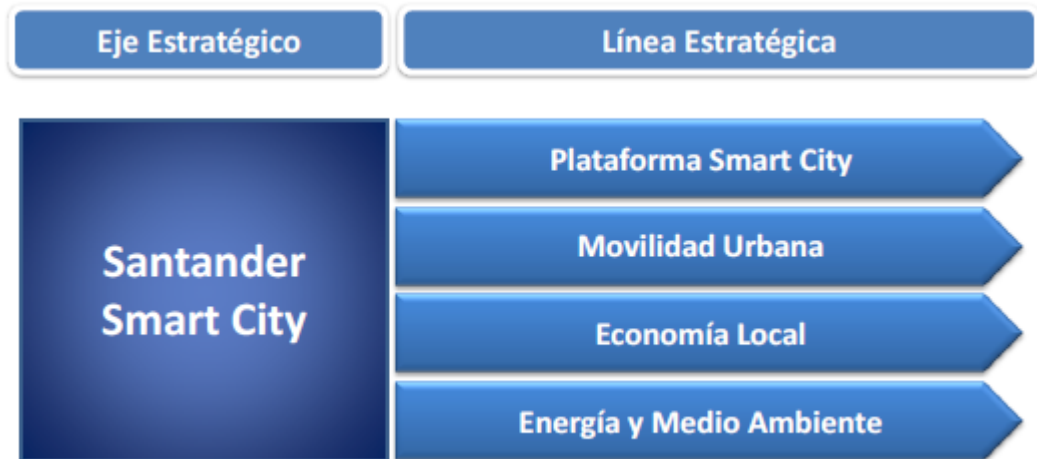 Eje Estratégico
Línea Estratégica
Santander
Smart City
Plataforma Smart City
Movilidad Urbana
Economía Local
Energía y Medio Ambiente